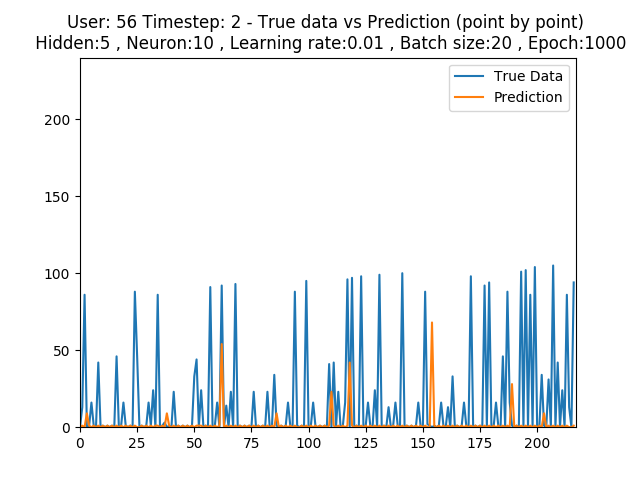 User: 56 Timestep: 2 - True data vs Prediction (point by point)
Hidden:5 , Neuron:10 , Learning rate:0.01 , Batch size:20 , Epoch:1000
True Data
Prediction
200
150
100
50
0
0 25 50 75 100 125 150 175 200